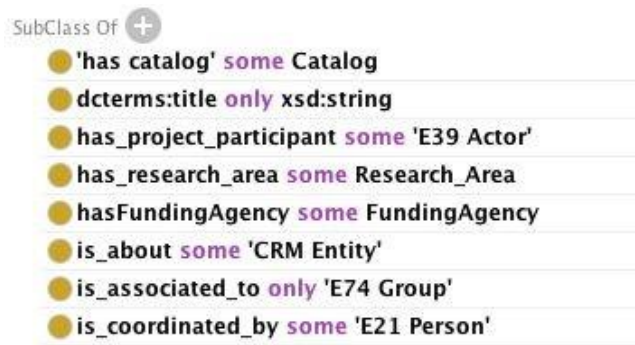 SubClass Of +
'has catalog' some Catalog
dcterms:title only xsd:string
has_project_participant some 'E39 Actor'
has_research_area some Research_Area
hasFundingAgency some FundingAgency
is_about some 'CRM Entity'
is_associated_to only 'E74 Group'
is_coordinated_by some 'E21 Person'